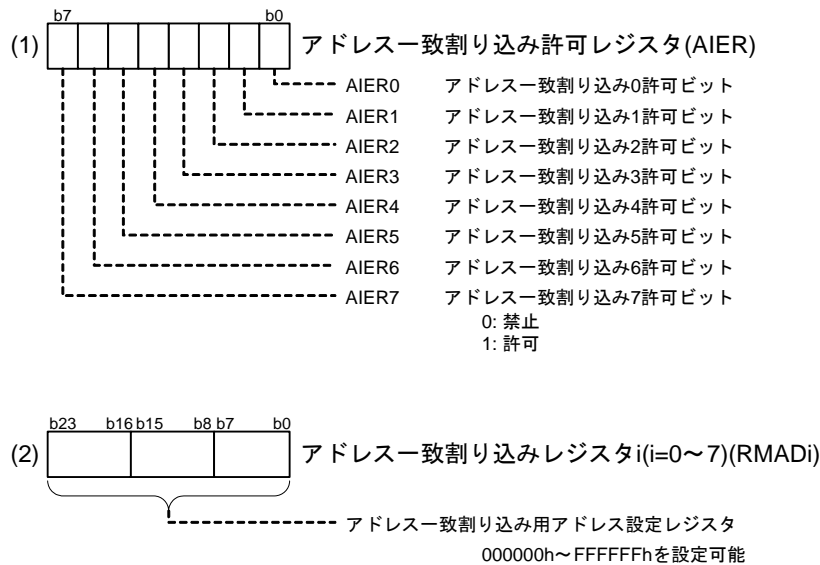 b7 b0
(1) アドレス一致割り込み許可レジスタ(AIER)
AIER0 アドレス一致割り込み0許可ビット
AIER1 アドレス一致割り込み1許可ビット
AIER2 アドレス一致割り込み2許可ビット
AIER3 アドレス一致割り込み3許可ビット
AIER4 アドレス一致割り込み4許可ビット
AIER5 アドレス一致割り込み5許可ビット
AIER6 アドレス一致割り込み6許可ビット
AIER7 アドレス一致割り込み7許可ビット
0: 禁止
1: 許可
b23 b16 b15 b8 b7 b0
(2) アドレス一致割り込みレジスタi(i=0～7)(RMADi)
アドレス一致割り込み用アドレス設定レジスタ
000000h～FFFFFFhを設定可能